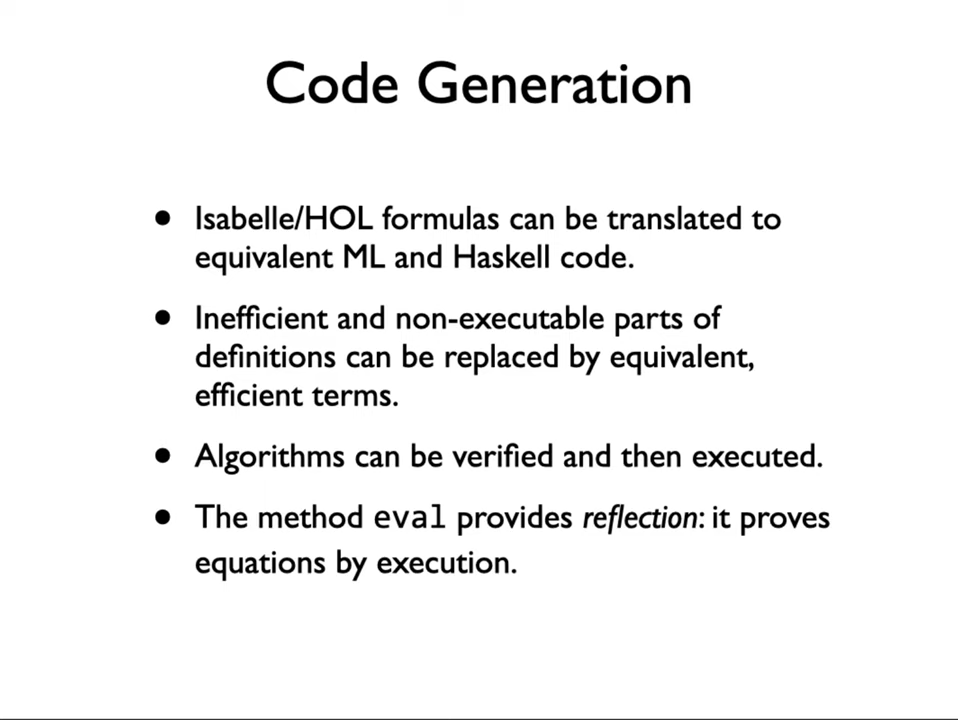 Code Generation
• Isabelle/HOL formulas can be translated to
equivalent ML and Haskell code.
• Inefficient and non-executable parts of
definitions can be replaced by equivalent,
efficient terms.
• Algorithms can be verified and then executed.
• The method eval provides reflection: it proves
equations by execution.